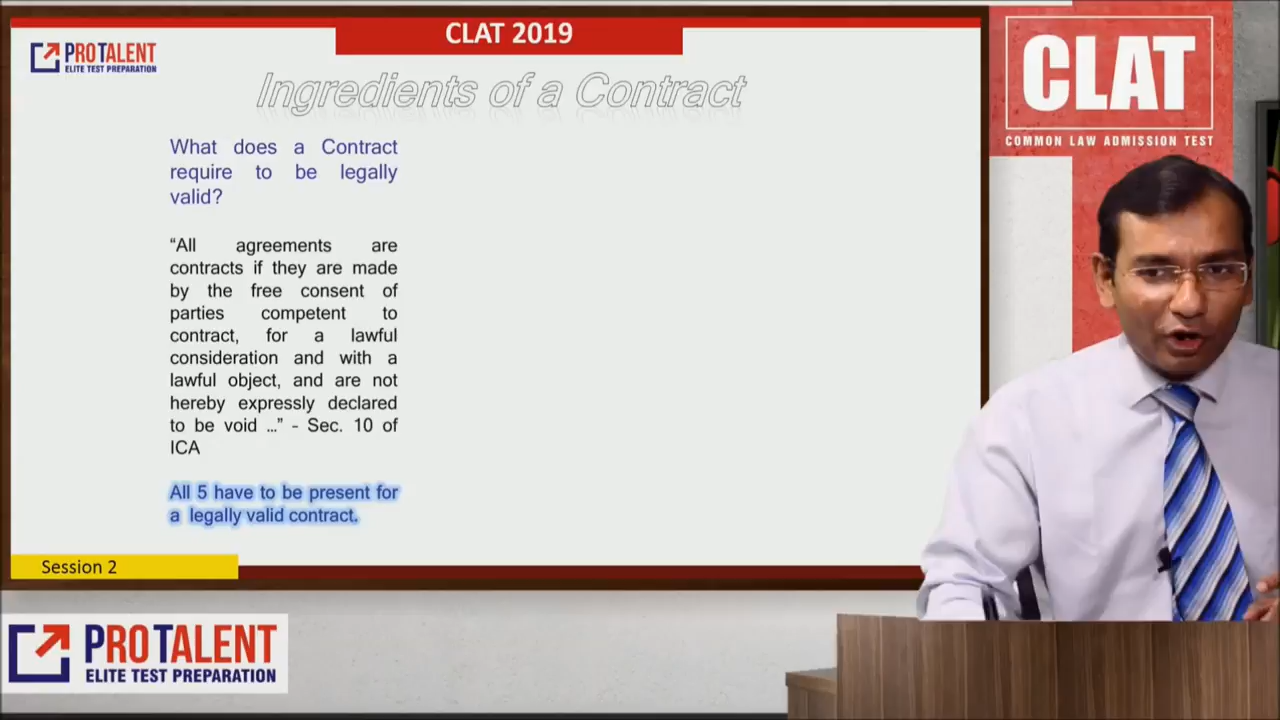 CLAT 2019
PROTALENT
ELITE TEST PREPARATION
Ingredients of a Contract
CLAT
COMMON LAW ADMISSION TEST
What does a Contract
require to be legally
valid?
“All agreements are
contracts if they are made
by the free consent of
parties competent to
contract, for a lawful
consideration and with a
lawful object, and are not
hereby expressly declared
to be void ...” - Sec. 10 of
ICA
All 5 have to be present for
a legally valid contract.
Session 2
PROTALENT
ELITE TEST PREPARATION